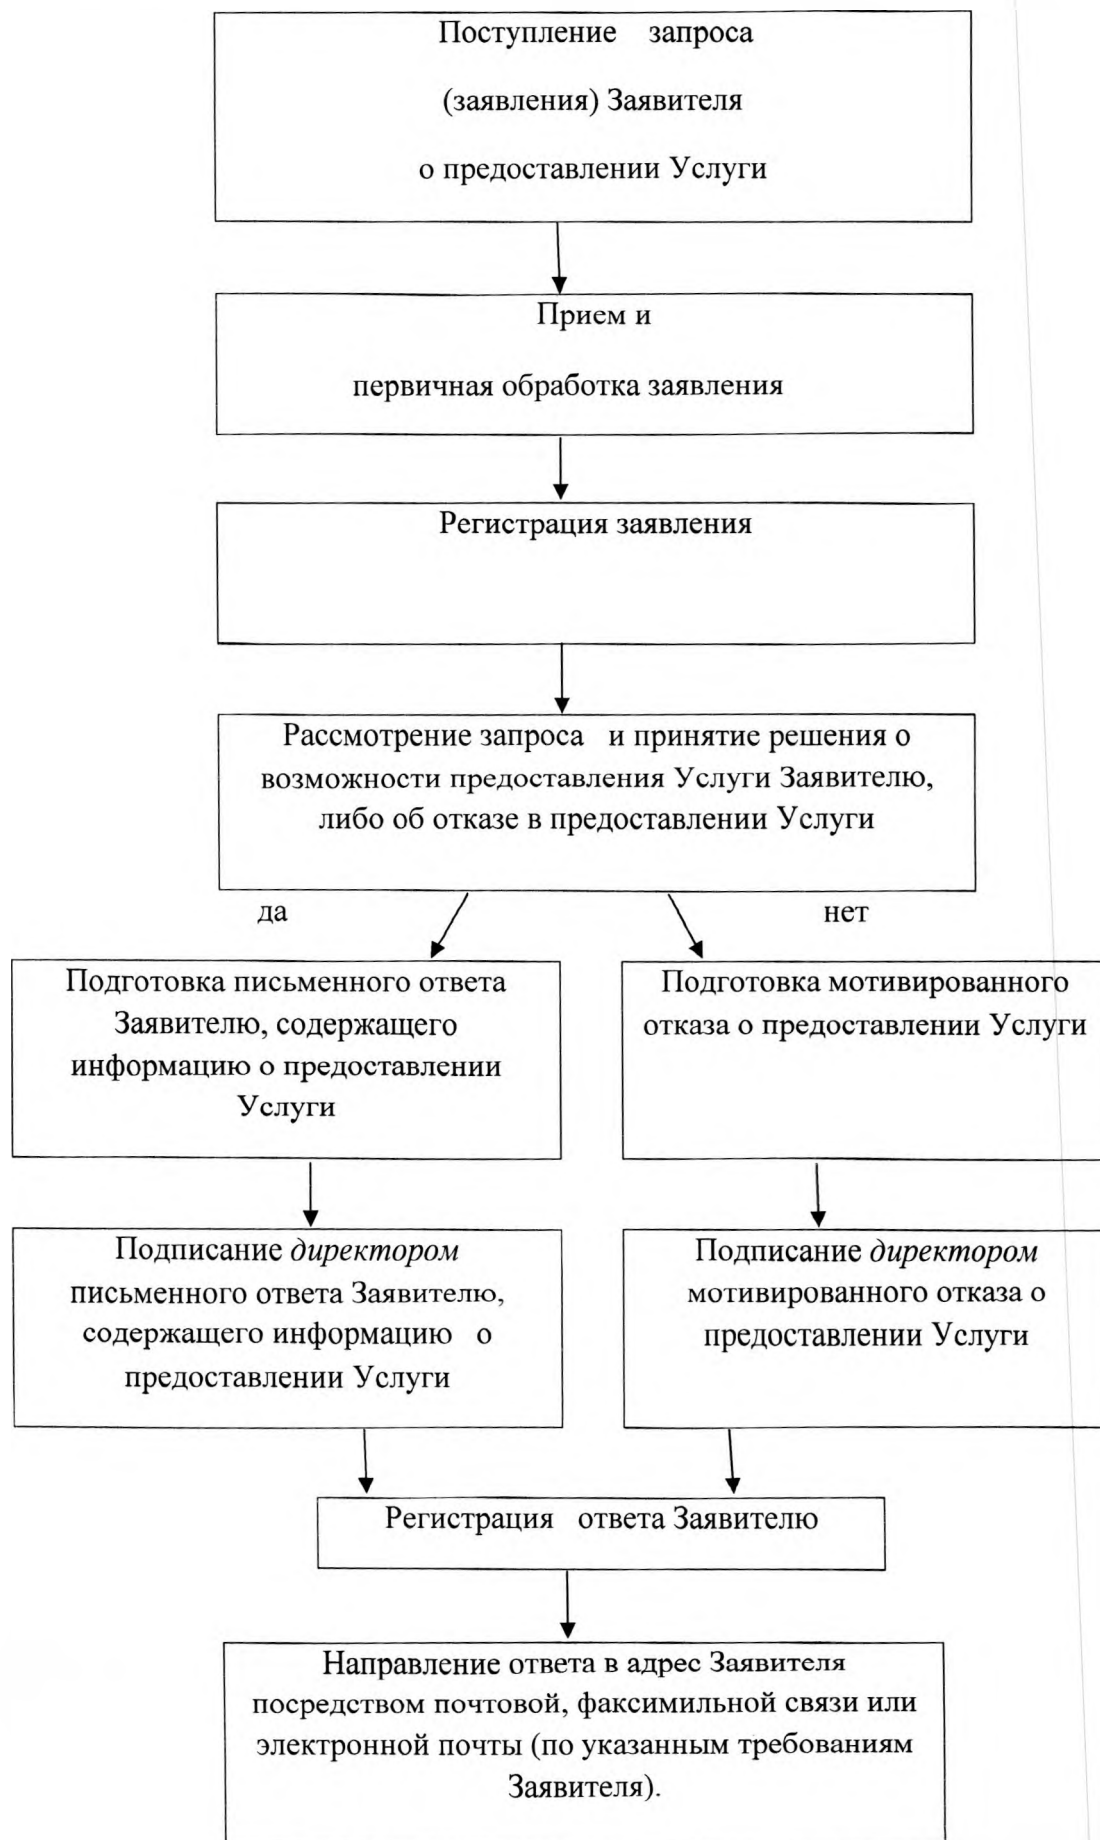 Поступление запроса
(заявления) Заявителя
о предоставлении Услуги
Прием и
первичная обработка заявления
Регистрация заявления
Рассмотрение запроса и принятие решения о
возможности предоставления Услуги Заявителю,
либо об отказе в предоставлении Услуги
да
нет
Подготовка письменного ответа
Заявителю, содержащего
информацию о предоставлении
Услуги
Подготовка мотивированного
отказа о предоставлении Услуги
Подписание директором
письменного ответа Заявителю,
содержащего информацию о
предоставлении Услуги
Подписание директором
мотивированного отказа о
предоставлении Услуги
Регистрация ответа Заявителю
Направление ответа в адрес Заявителя
посредством почтовой, факсимильной связи или
электронной почты (по указанным требованиям
Заявителя).